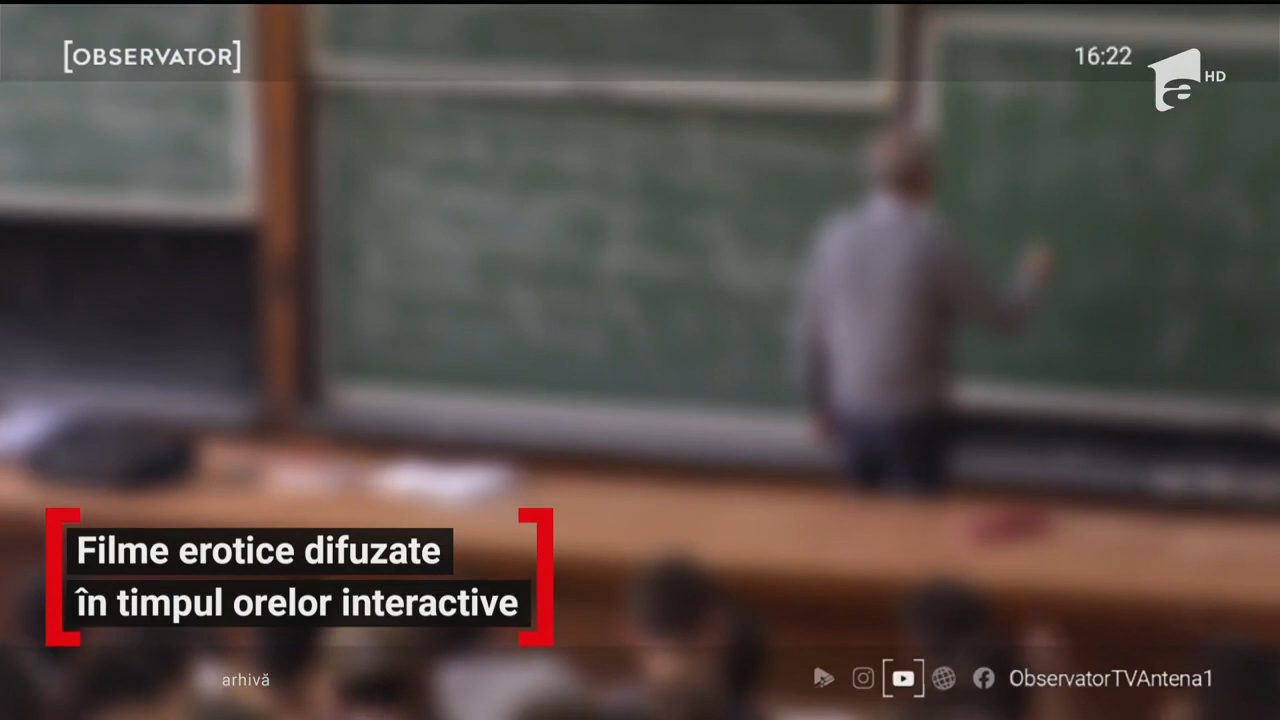 [OBSERVATOR]
16:22
HD
Filme erotice difuzate
în timpul orelor interactive
arhivă
ObservatorTVAntena1